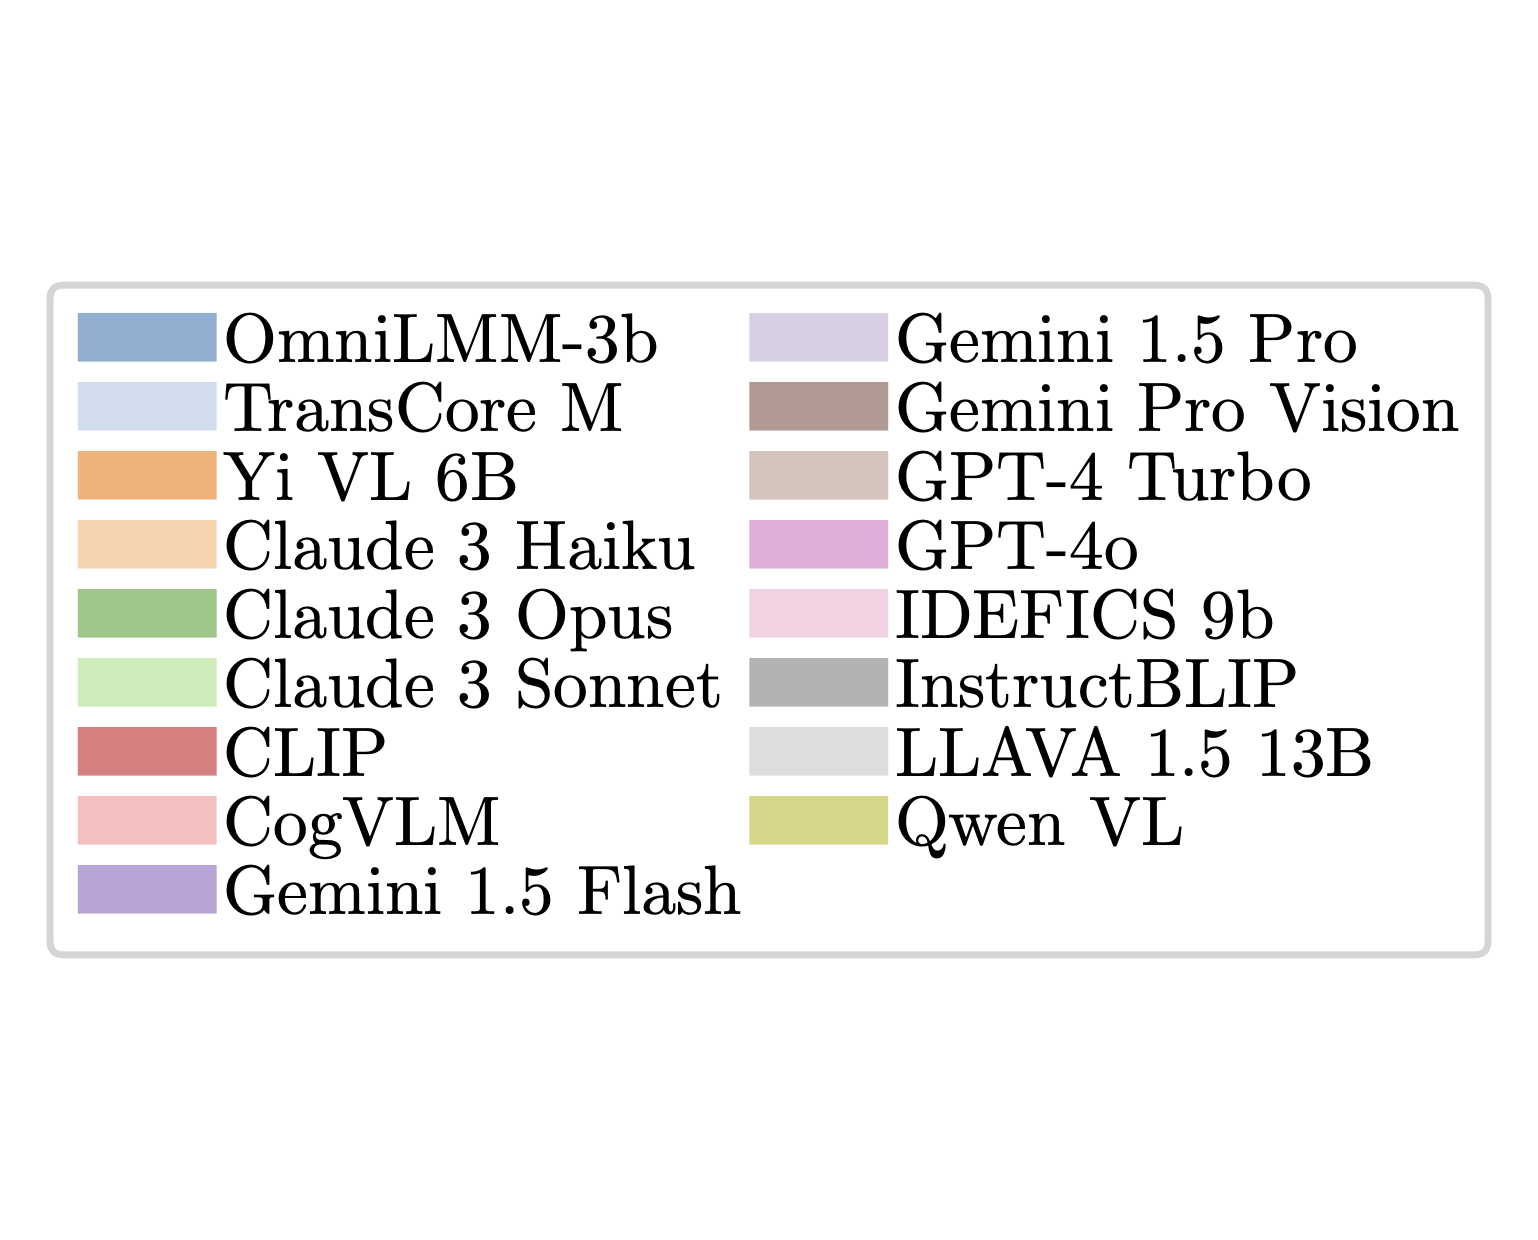 OmniLMM-3b
TransCore M
Yi VL 6B
Claude 3 Haiku
Claude 3 Opus
Claude 3 Sonnet
CLIP
CogVLM
Gemini 1.5 Flash
Gemini 1.5 Pro
Gemini Pro Vision
GPT-4 Turbo
GPT-4o
IDEFICS 9b
InstructBLIP
LLAVA 1.5 13B
Qwen VL